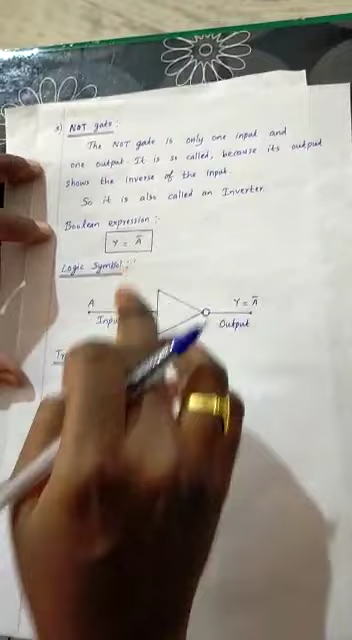 3) NOT gate:
The NOT gate is only one input and
one output. It is so called, because its output
shows the inverse of the input.
So it is also called an Inverter.
Boolean expression:-
Y = A̅
Logic Symbol:-
A
Y = A̅
Output